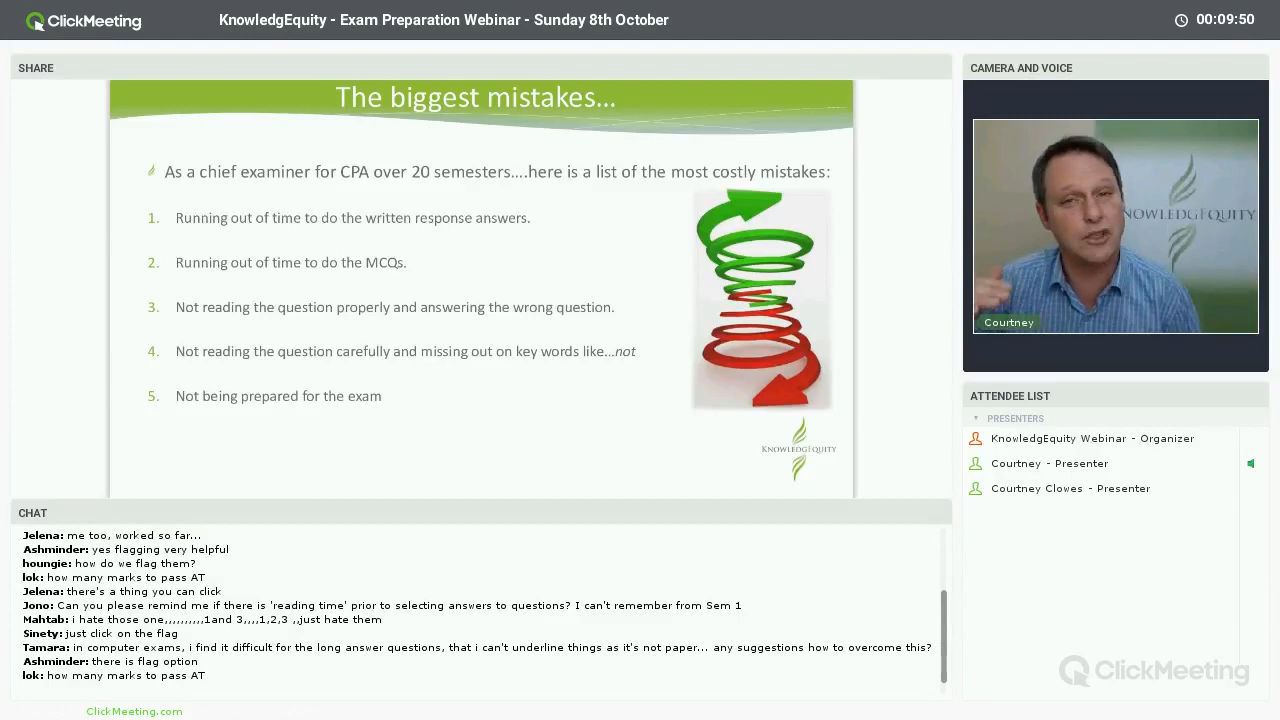 ClickMeeting
KnowledgEquity - Exam Preparation Webinar - Sunday 8th October
00:09:50
SHARE
The biggest mistakes...
As a chief examiner for CPA over 20 semesters....here is a list of the most costly mistakes:
1. Running out of time to do the written response answers.
2. Running out of time to do the MCQs.
3. Not reading the question properly and answering the wrong question.
4. Not reading the question carefully and missing out on key words like...not
5. Not being prepared for the exam
KNOWLEDGEQUITY
CAMERA AND VOICE
KNOWLEDGEQUITY
Courtney
ATTENDEE LIST
PRESENTERS
KnowledgEquity Webinar - Organizer
Courtney - Presenter
Courtney Clowes - Presenter
CHAT
Jelena: me too, worked so far...
Ashminder: yes flagging very helpful
houngie: how do we flag them?
lok: how many marks to pass AT
Jelena: there's a thing you can click
Jono: Can you please remind me if there is 'reading time' prior to selecting answers to questions? I can't remember from Sem 1
Mahtab: i hate those one,,,,,,,,,,1and 3,,,,1,2,3 ,,just hate them
Sinety: just click on the flag
Tamara: in computer exams, i find it difficult for the long answer questions, that i can't underline things as it's not paper... any suggestions how to overcome this?
Ashminder: there is flag option
lok: how many marks to pass AT
ClickMeeting
ClickMeeting.com